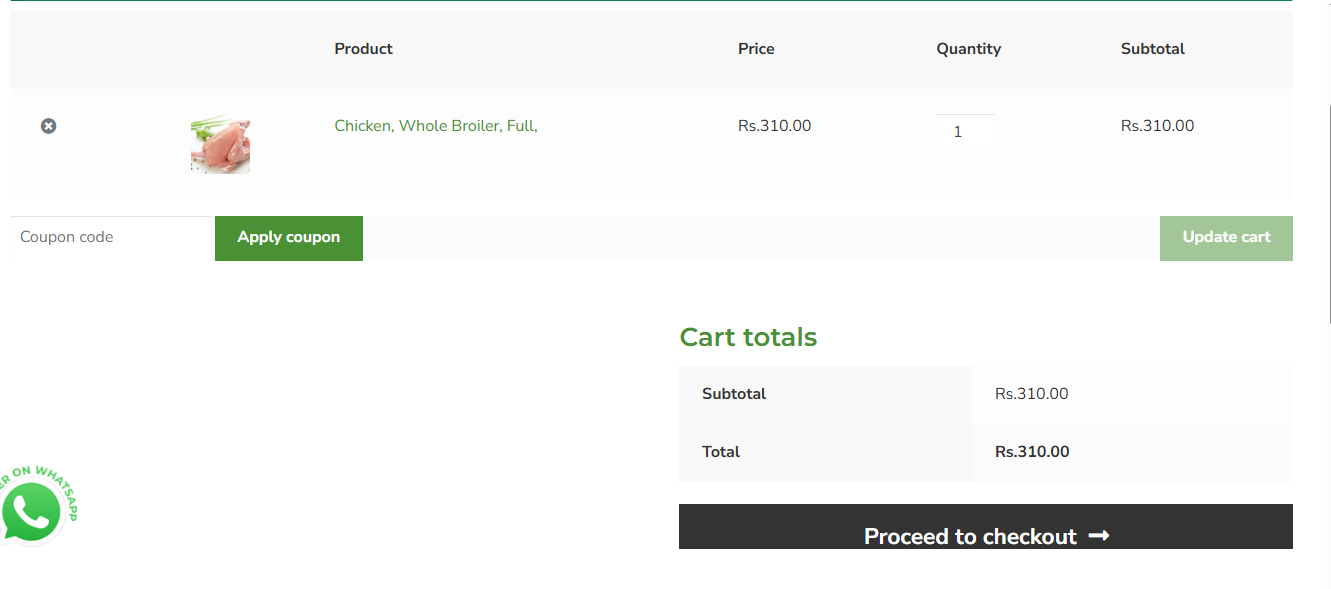 Product Price Quantity Subtotal
Chicken, Whole Broiler, Full, Rs.310.00 1 Rs.310.00
Coupon code Apply coupon Update cart
Cart totals
Subtotal Rs.310.00
Total Rs.310.00
ER ON WHATSAPP
Proceed to checkout